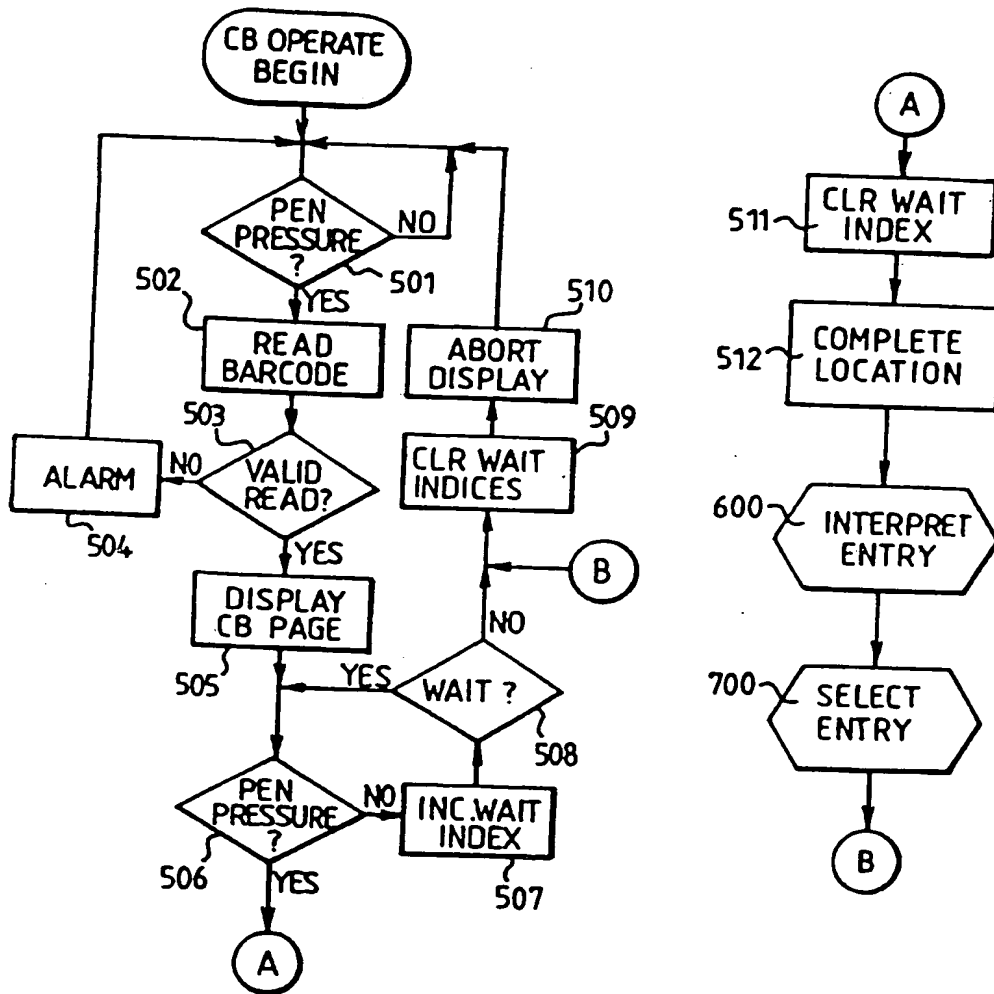 CB OPERATE
BEGIN
PEN
PRESSURE
?
NO
501
YES
502
READ
BARCODE
503
VALID
READ?
NO
ALARM
504
YES
DISPLAY
CB PAGE
505
PEN
PRESSURE
?
506
NO
YES
A
INC.WAIT
INDEX
507
WAIT ?
508
YES
NO
B
CLR WAIT
INDICES
509
ABORT
DISPLAY
510
A
CLR WAIT
INDEX
511
COMPLETE
LOCATION
512
600
INTERPRET
ENTRY
700
SELECT
ENTRY
B